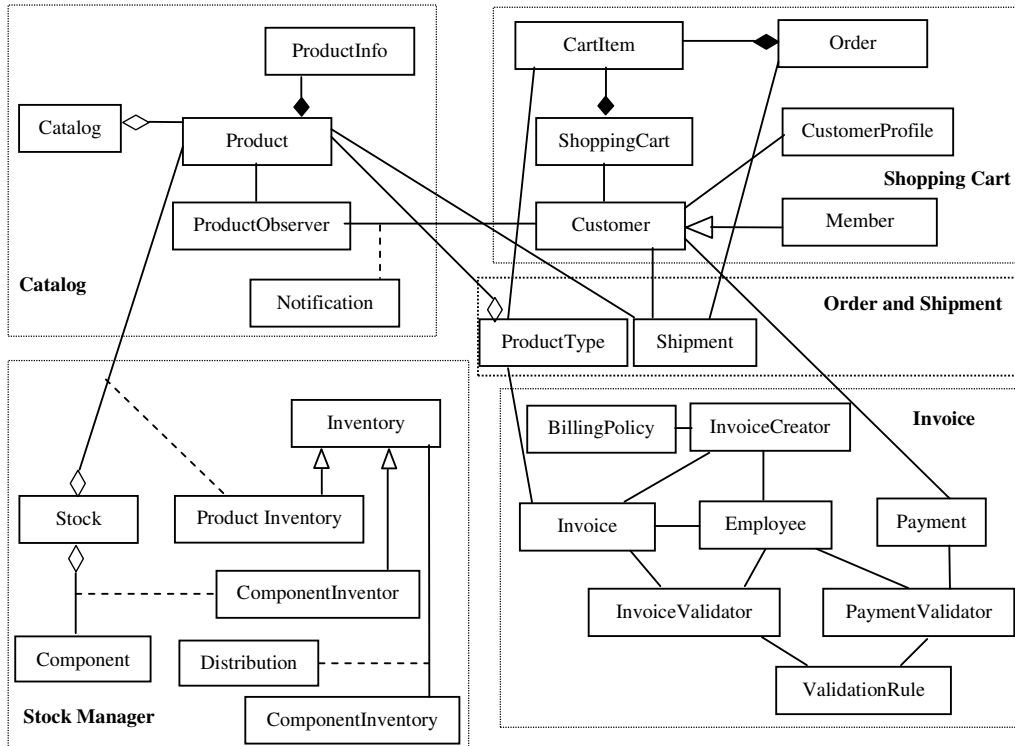 ProductInfo
Catalog
Product
ProductObserver
Notification
Catalog
CartItem
Order
ShoppingCart
CustomerProfile
Shopping Cart
Customer
Member
Order and Shipment
ProductType
Shipment
Inventory
Stock
Product Inventory
ComponentInventor
Component
Distribution
ComponentInventory
Stock Manager
BillingPolicy
InvoiceCreator
Invoice
Invoice
Employee
Payment
InvoiceValidator
PaymentValidator
ValidationRule